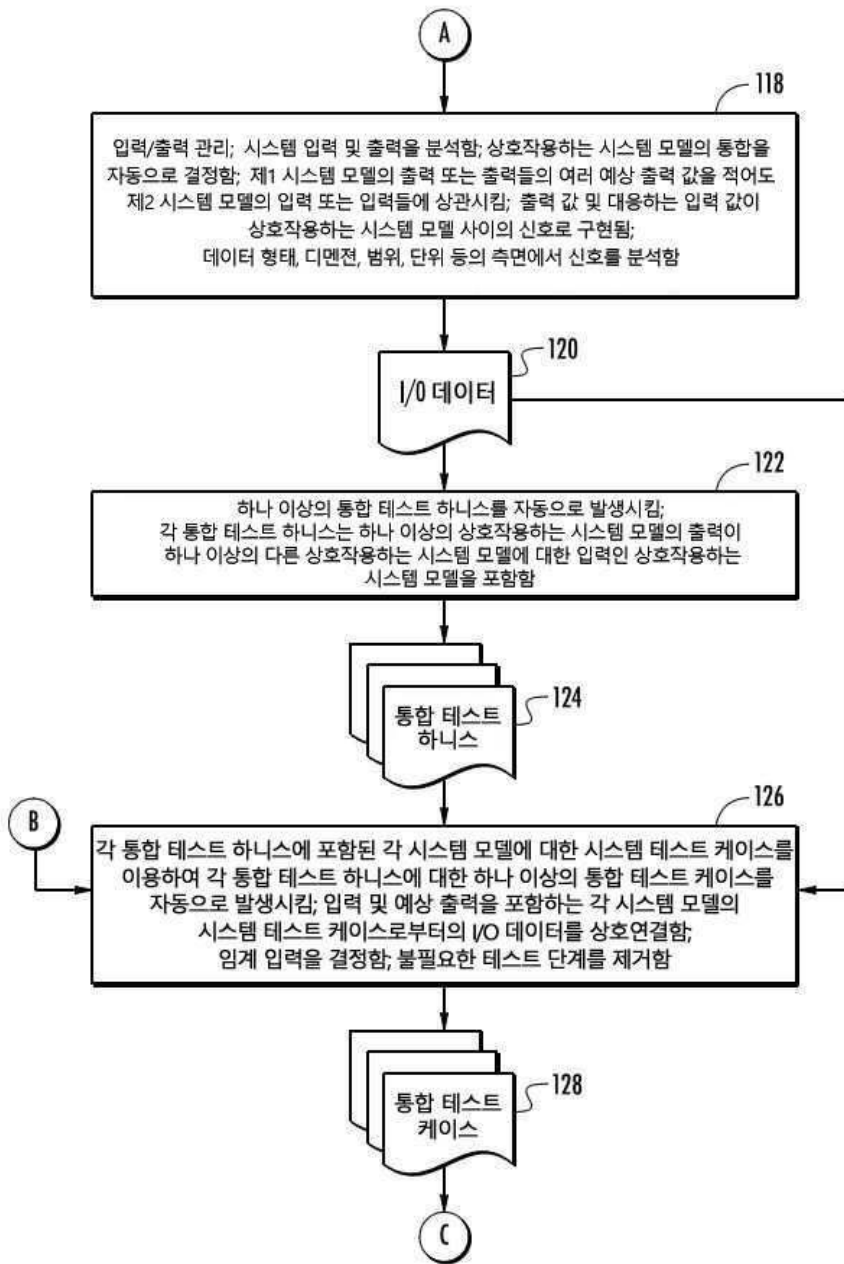 A
118
입력/출력 관리; 시스템 입력 및 출력을 분석함; 상호작용하는 시스템 모델의 통합을
자동으로 결정함; 제1 시스템 모델의 출력 또는 출력들의 여러 예상 출력 값을 적어도
제2 시스템 모델의 입력 또는 입력들에 상관시킴; 출력 값 및 대응하는 입력 값이
상호작용하는 시스템 모델 사이의 신호로 구현됨;
데이터 형태, 디멘젼, 범위, 단위 등의 측면에서 신호를 분석함
120
I/O 데이터
122
하나 이상의 통합 테스트 하니스를 자동으로 발생시킴;
각 통합 테스트 하니스는 하나 이상의 상호작용하는 시스템 모델의 출력이
하나 이상의 다른 상호작용하는 시스템 모델에 대한 입력인 상호작용하는
시스템 모델을 포함함
124
통합 테스트
하니스
126
B
각 통합 테스트 하니스에 포함된 각 시스템 모델에 대한 시스템 테스트 케이스를
이용하여 각 통합 테스트 하니스에 대한 하나 이상의 통합 테스트 케이스를
자동으로 발생시킴; 입력 및 예상 출력을 포함하는 각 시스템 모델의
시스템 테스트 케이스로부터의 I/O 데이터를 상호연결함;
임계 입력을 결정함; 불필요한 테스트 단계를 제거함
128
통합 테스트
케이스
C